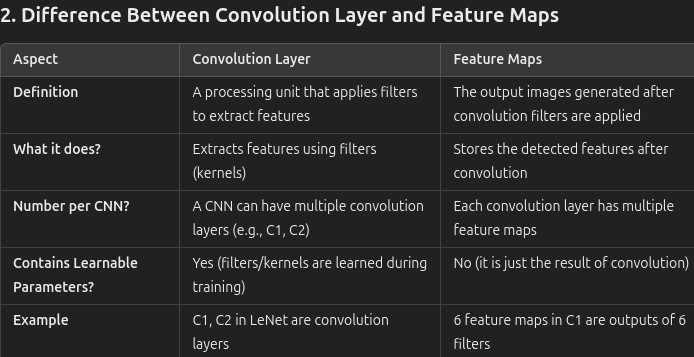 2. Difference Between Convolution Layer and Feature Maps
Aspect Convolution Layer Feature Maps
Definition A processing unit that applies filters The output images generated after
to extract features convolution filters are applied
What it does? Extracts features using filters Stores the detected features after
(kernels) convolution
Number per CNN? A CNN can have multiple convolution Each convolution layer has multiple
layers (e.g., C1, C2) feature maps
Contains Learnable Yes (filters/kernels are learned during No (it is just the result of convolution)
Parameters? training)
Example C1, C2 in LeNet are convolution 6 feature maps in C1 are outputs of 6
layers filters